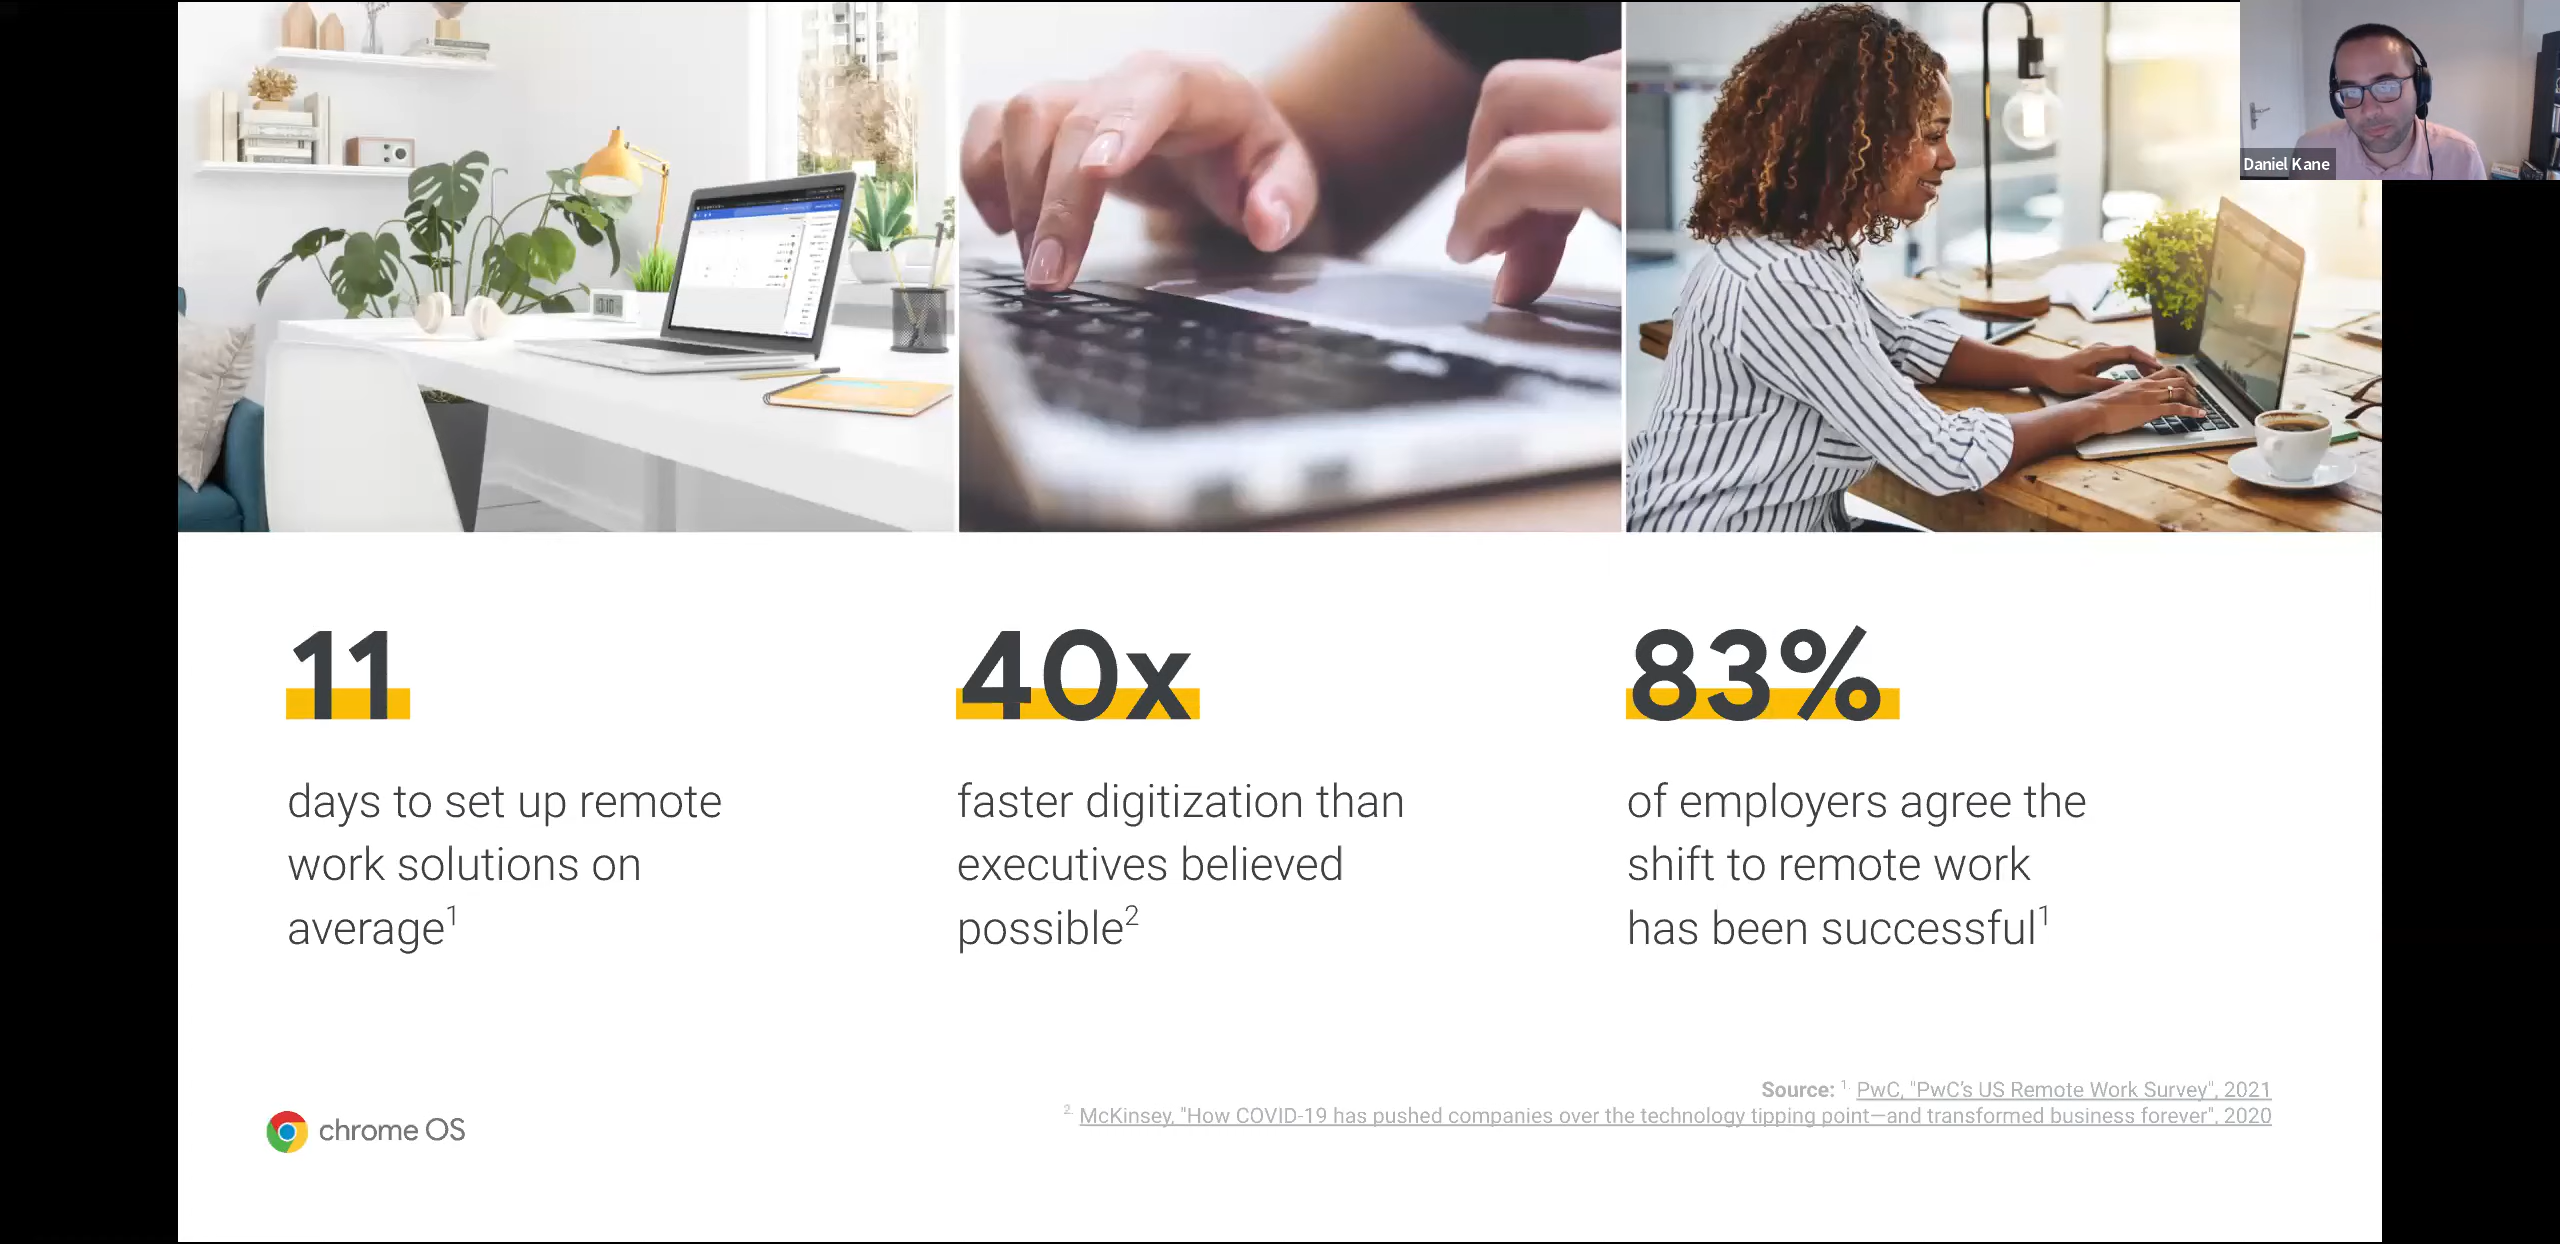 Daniel Kane
11
days to set up remote
work solutions on
average1
40x
faster digitization than
executives believed
possible2
83%
of employers agree the
shift to remote work
has been successful1
chrome OS
Source: 1. PwC, "PwC's US Remote Work Survey", 2021
2. McKinsey, "How COVID-19 has pushed companies over the technology tipping point—and transformed business forever", 2020